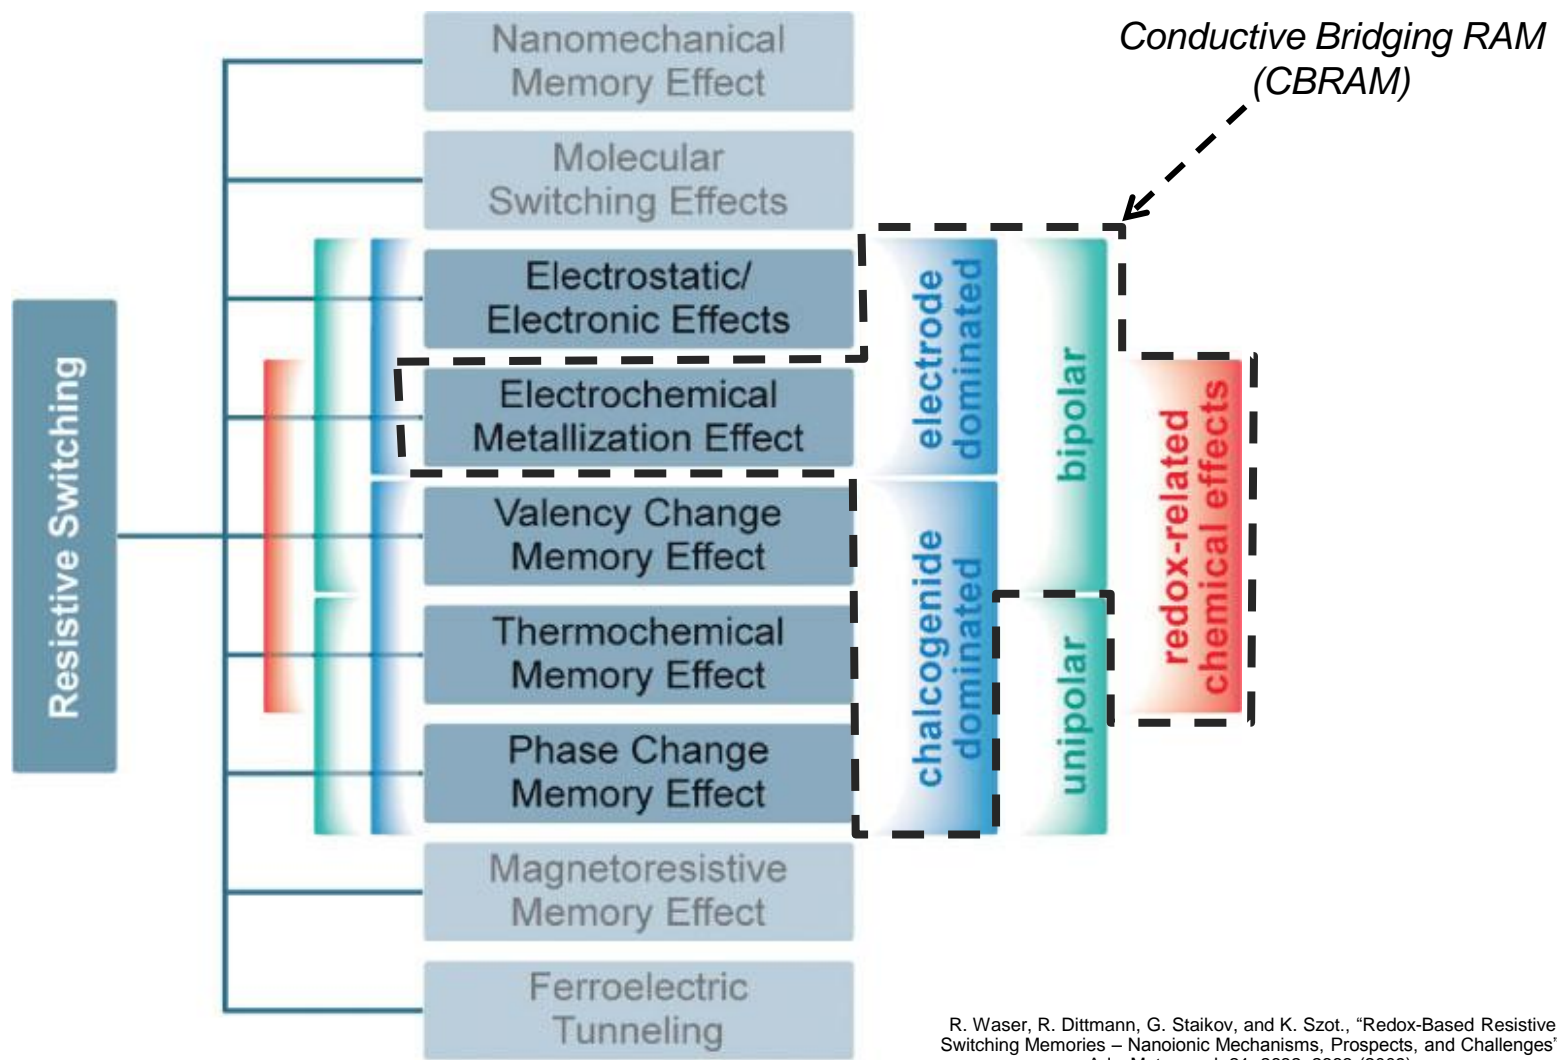 Conductive Bridging RAM
(CBRAM)
Resistive Switching
Nanomechanical
Memory Effect
Molecular
Switching Effects
Electrostatic/
Electronic Effects
Electrochemical
Metallization Effect
Valency Change
Memory Effect
Thermochemical
Memory Effect
Phase Change
Memory Effect
Magnetoresistive
Memory Effect
Ferroelectric
Tunneling
electrode
dominated
chalcogenide
dominated
bipolar
unipolar
redox-related
chemical effects
R. Waser, R. Dittmann, G. Staikov, and K. Szot., “Redox-Based Resistive
Switching Memories – Nanoionic Mechanisms, Prospects, and Challenges”